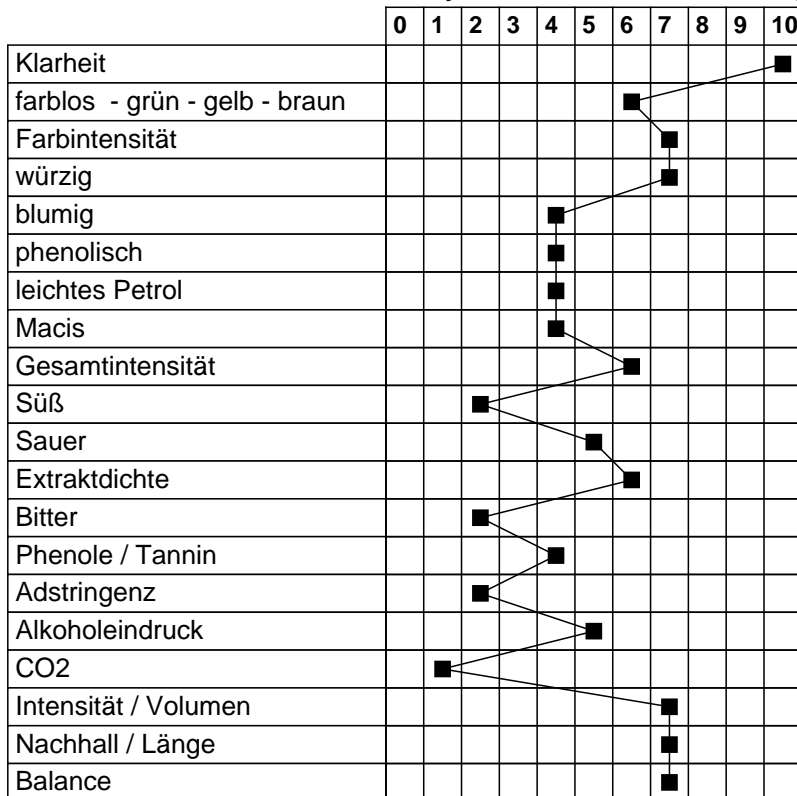 0 1 2 3 4 5 6 7 8 9 10
Klarheit
farblos - grün - gelb - braun
Farbintensität
würzig
blumig
phenolisch
leichtes Petrol
Macis
Gesamtintensität
Süß
Sauer
Extraktdichte
Bitter
Phenole / Tannin
Adstringenz
Alkoholeindruck
CO2
Intensität / Volumen
Nachhall / Länge
Balance